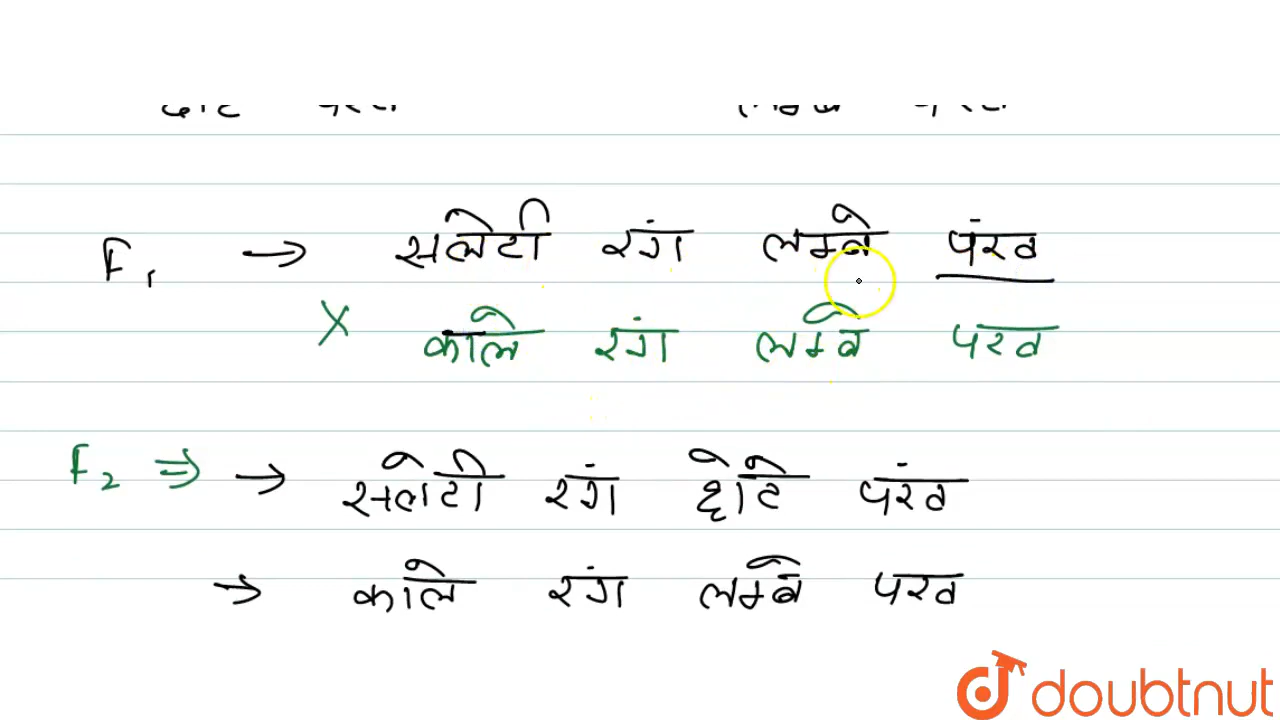 F₁ → सलेटी रंग लम्बे पंख
X काले रंग लम्बे पंख
F₂ ⇒ → सलेटी रंग छोटे पंख
→ काले रंग लम्बे पंख
doubtnut